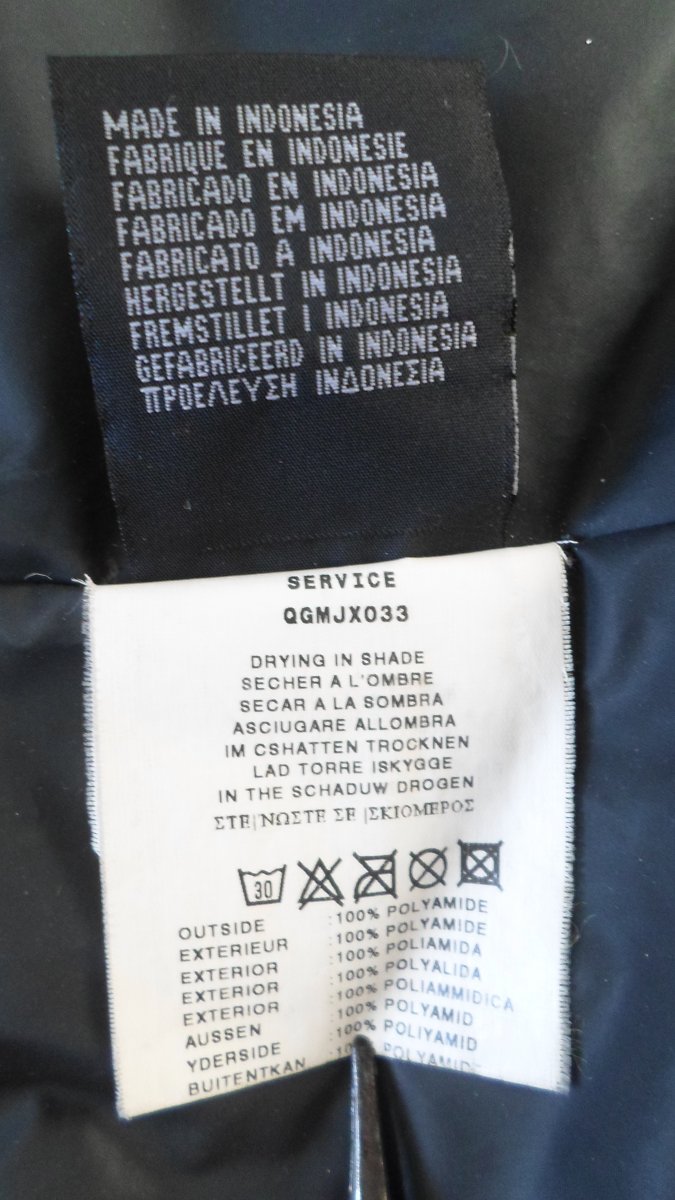 MADE IN INDONESIA
FABRIQUE EN INDONESIE
FABRICADO EN INDONESIA
FABRICADO EM INDONESIA
FABRICATO A INDONESIA
HERGESTELLT IN INDONESIA
FREMSTILLET I INDONESIA
GEFABRICEERD IN INDONESIA
ΠΡΟΕΛΕΥΣΗ ΙΝΔΟΝΕΣΙΑ
SERVICE
QGMJX033
DRYING IN SHADE
SECHER A L'OMBRE
SECAR A LA SOMBRA
ASCIUGARE ALLOMBRA
IM CSHATTEN TROCKNEN
LAD TORRE ISKYGGE
IN THE SCHADUW DROGEN
ΣΤΕ|ΝΩΣΤΕ ΣΕ |ΣΚΙΟΜΕΡΟΣ
30
OUTSIDE :100% POLYAMIDE
EXTERIEUR :100% POLYAMIDE
EXTERIOR :100% POLIAMIDA
EXTERIOR :100% POLYALIDA
EXTERIOR :100% POLIAMMIDICA
AUSSEN :100% POLYAMID
YDERSIDE :100% POLIYAMID
BUITENTKAN POLYAMIDE